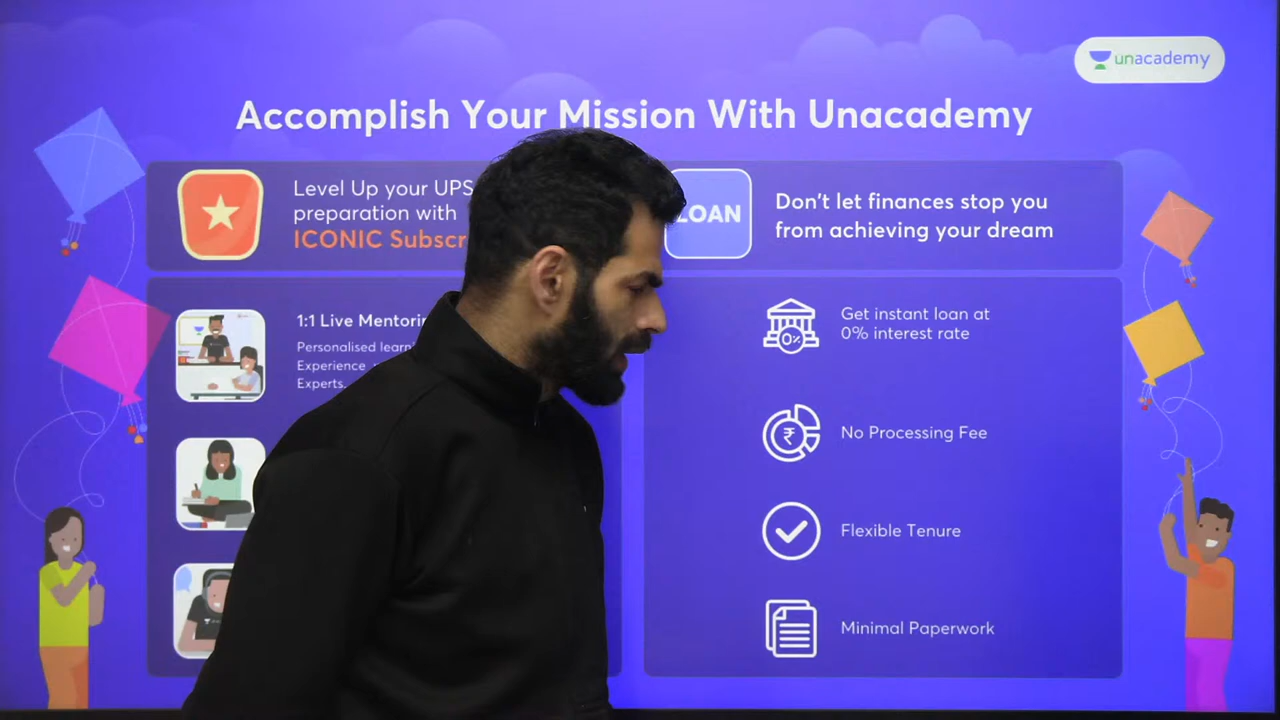 unacademy
Accomplish Your Mission With Unacademy
Level Up your UPS
preparation with
ICONIC Subscr
LOAN
Don't let finances stop you
from achieving your dream
1:1 Live Mentorin
Personalised learn
Experience
Experts.
Get instant loan at
0% interest rate
0%
₹
No Processing Fee
Flexible Tenure
Minimal Paperwork